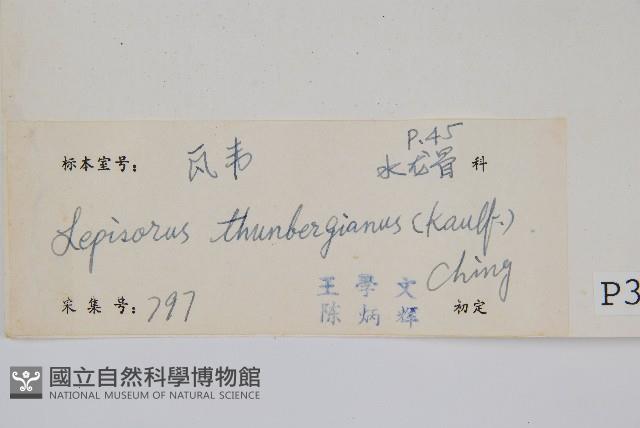 P.45
标本室号： 瓦韦 水龙骨 科
Lepisorus thunbergianus (Kaulf.)
Ching
采集号： 797 王學文 初定
陈炳辉
P3
國立自然科學博物館
NATIONAL MUSEUM OF NATURAL SCIENCE